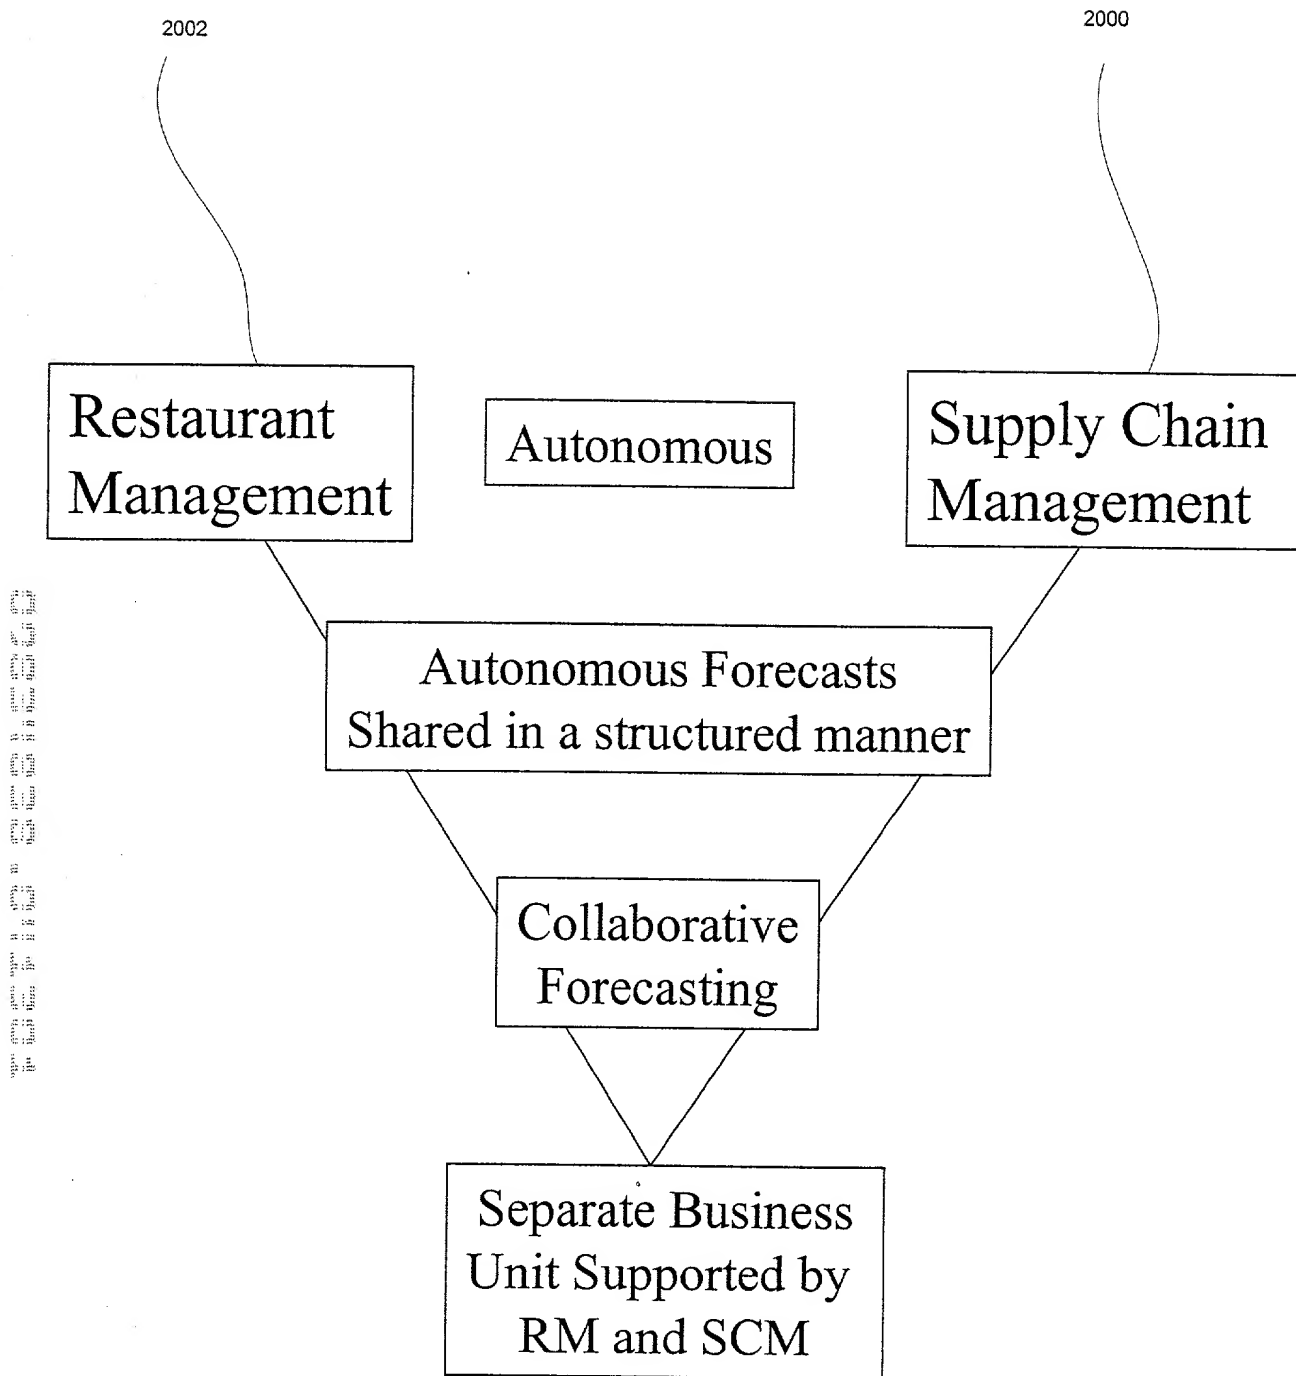 2002
2000
Restaurant
Management
Autonomous
Supply Chain
Management
Autonomous Forecasts
Shared in a structured manner
Collaborative
Forecasting
Separate Business
Unit Supported by
RM and SCM